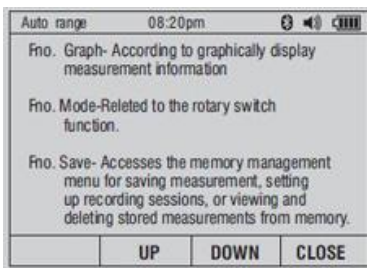 Auto range 08:20pm
Fno. Graph- According to graphically display
measurement information
Fno. Mode-Releted to the rotary switch
function.
Fno. Save- Accesses the memory management
menu for saving measurement, setting
up recording sessions, or viewing and
deleting stored measurements from memory.
UP DOWN CLOSE